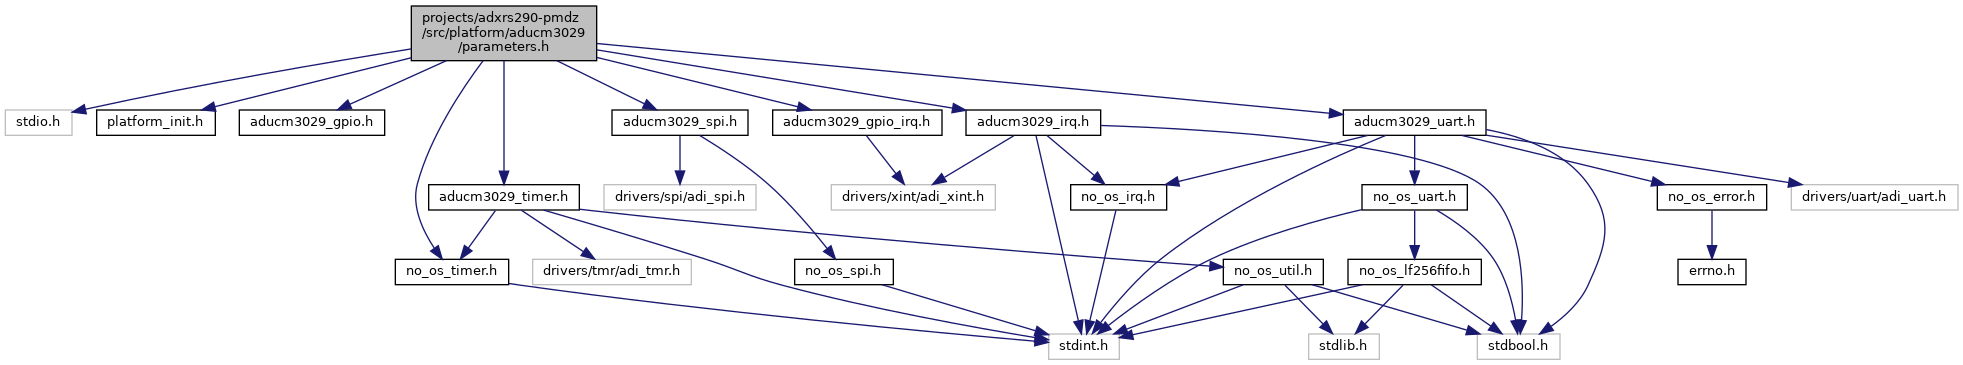 projects/adxrs290-pmdz
/src/platform/aducm3029
/parameters.h
stdio.h
platform_init.h
aducm3029_gpio.h
aducm3029_spi.h
aducm3029_gpio_irq.h
aducm3029_irq.h
aducm3029_uart.h
aducm3029_timer.h
drivers/spi/adi_spi.h
drivers/xint/adi_xint.h
no_os_irq.h
no_os_uart.h
no_os_error.h
drivers/uart/adi_uart.h
no_os_timer.h
drivers/tmr/adi_tmr.h
no_os_spi.h
no_os_util.h
no_os_lf256fifo.h
errno.h
stdint.h
stdlib.h
stdbool.h